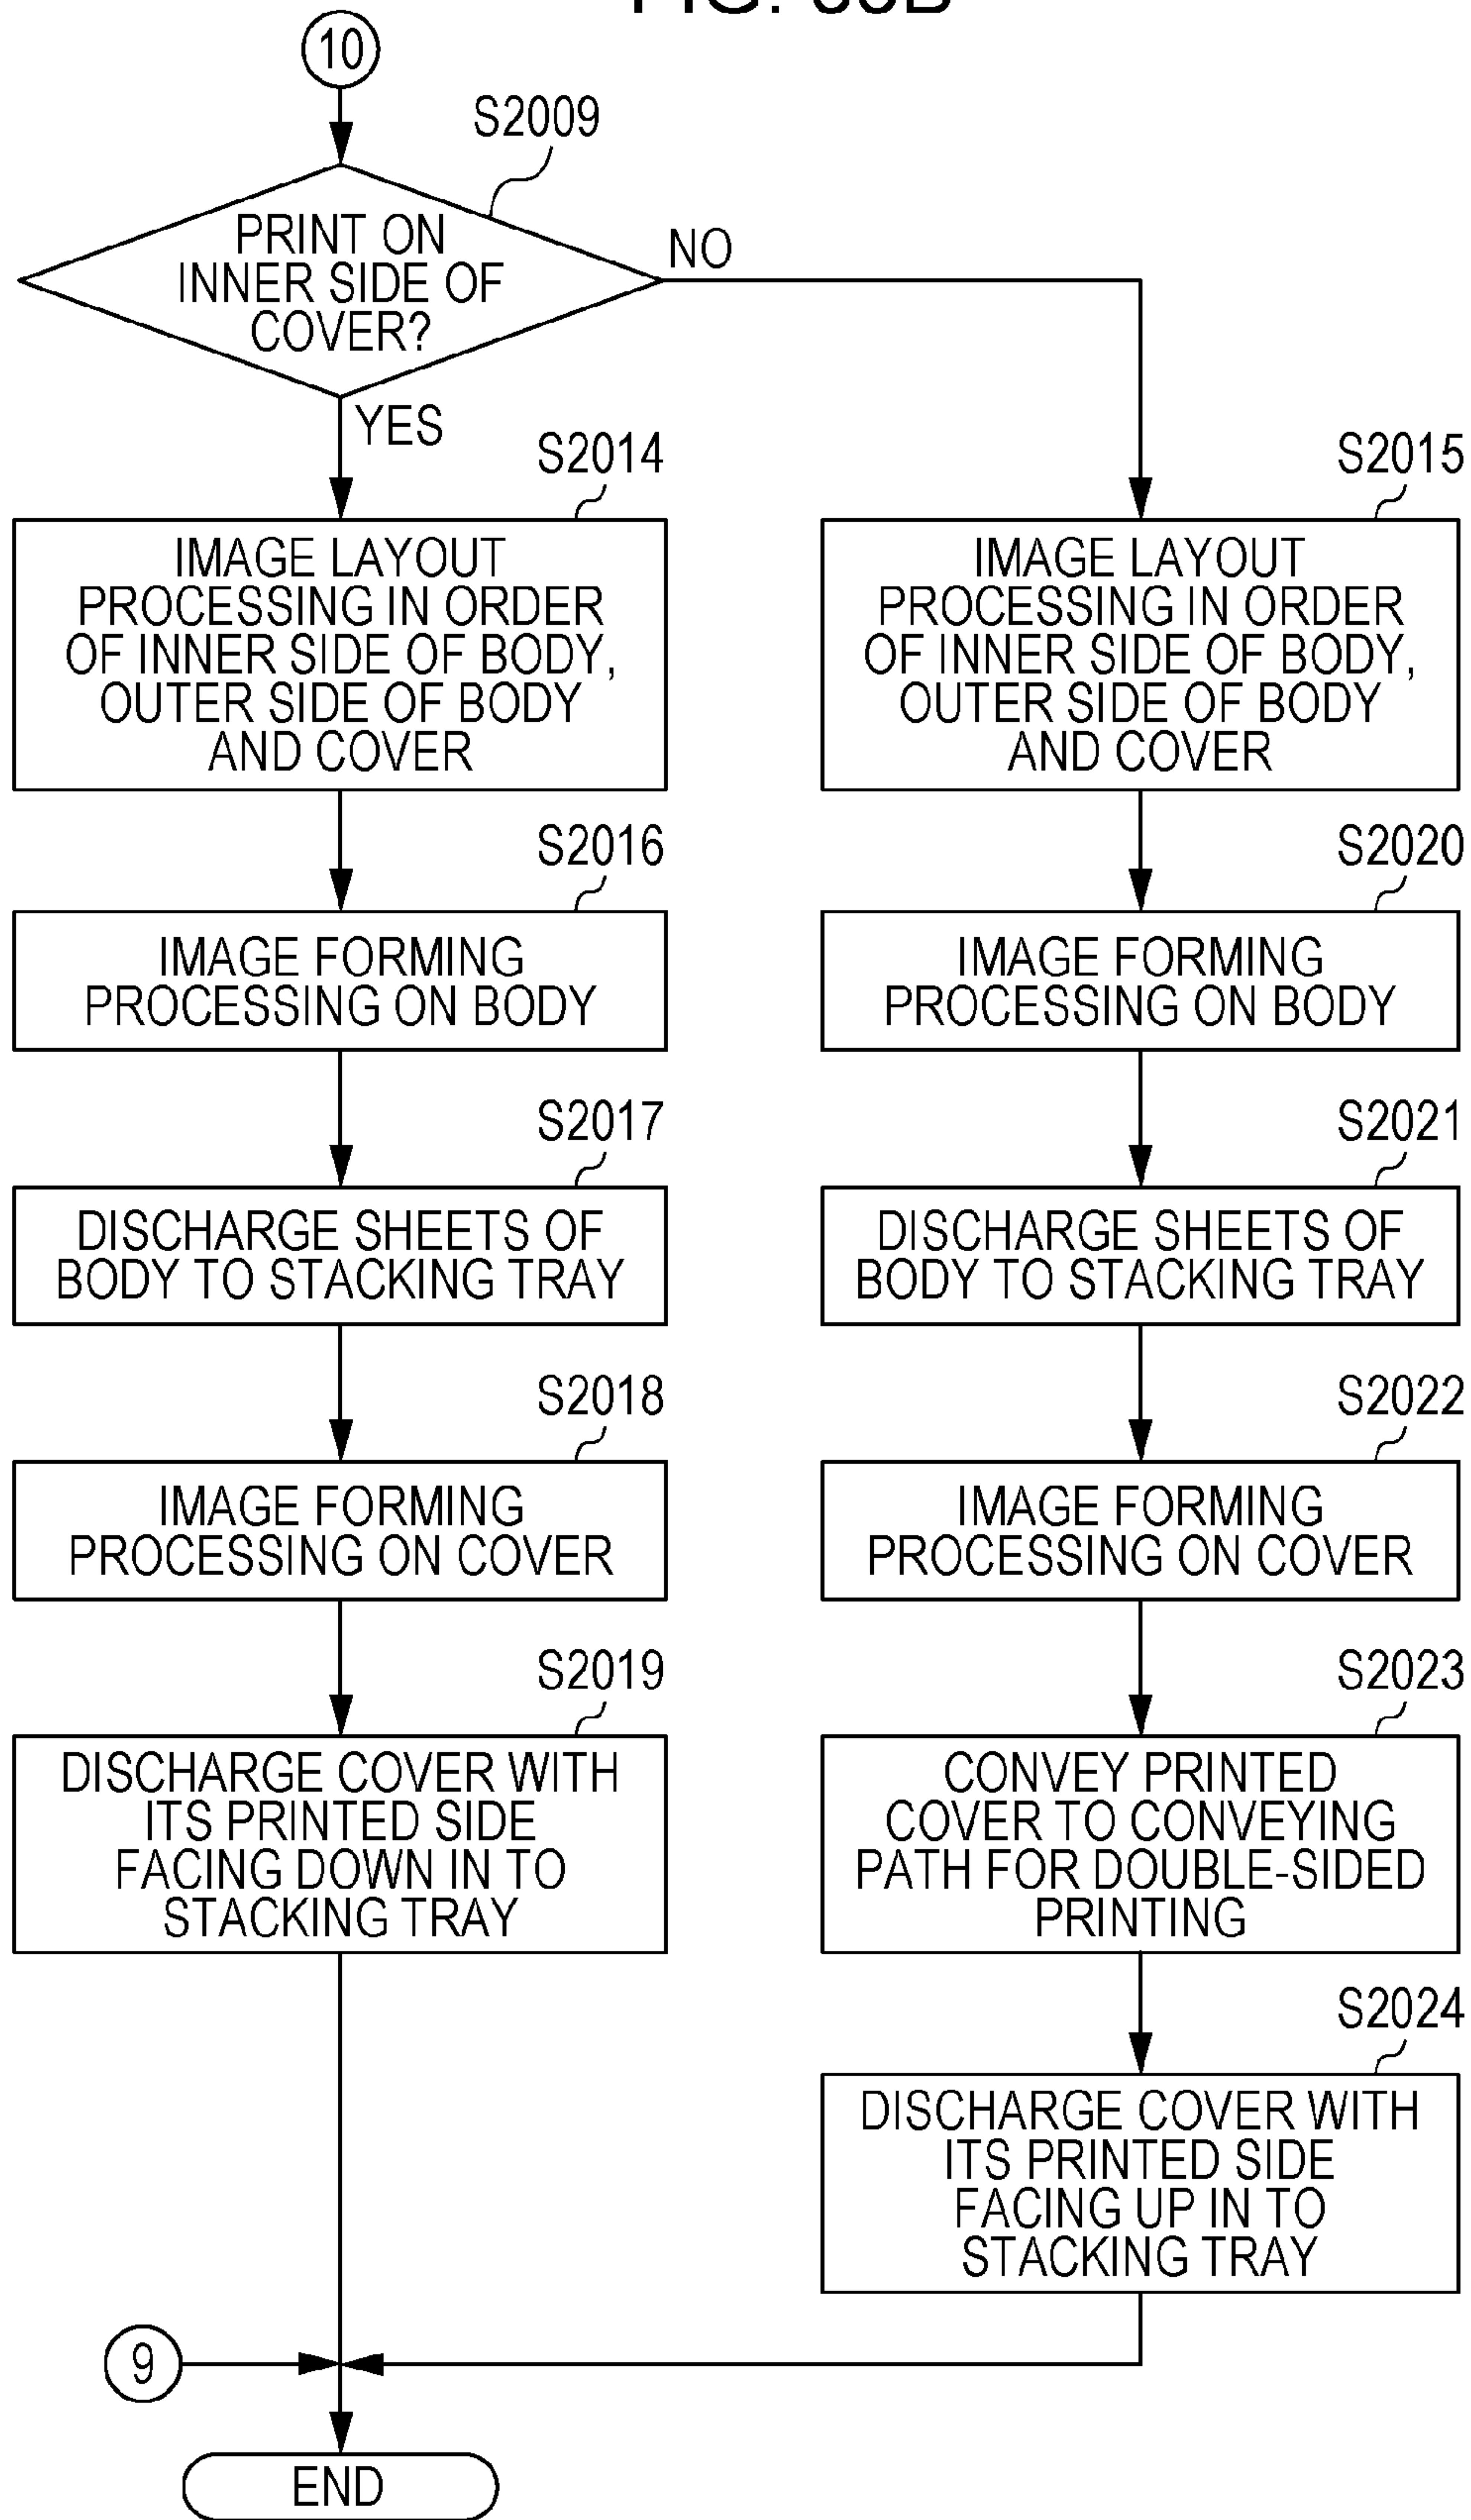 10
S2009
PRINT ON
INNER SIDE OF
COVER?
NO
YES
S2014
IMAGE LAYOUT
PROCESSING IN ORDER
OF INNER SIDE OF BODY,
OUTER SIDE OF BODY
AND COVER
S2015
IMAGE LAYOUT
PROCESSING IN ORDER
OF INNER SIDE OF BODY,
OUTER SIDE OF BODY
AND COVER
S2016
IMAGE FORMING
PROCESSING ON BODY
S2020
IMAGE FORMING
PROCESSING ON BODY
S2017
DISCHARGE SHEETS OF
BODY TO STACKING TRAY
S2021
DISCHARGE SHEETS OF
BODY TO STACKING TRAY
S2018
IMAGE FORMING
PROCESSING ON COVER
S2022
IMAGE FORMING
PROCESSING ON COVER
S2019
DISCHARGE COVER WITH
ITS PRINTED SIDE
FACING DOWN IN TO
STACKING TRAY
S2023
CONVEY PRINTED
COVER TO CONVEYING
PATH FOR DOUBLE-SIDED
PRINTING
S2024
DISCHARGE COVER WITH
ITS PRINTED SIDE
FACING UP IN TO
STACKING TRAY
9
END